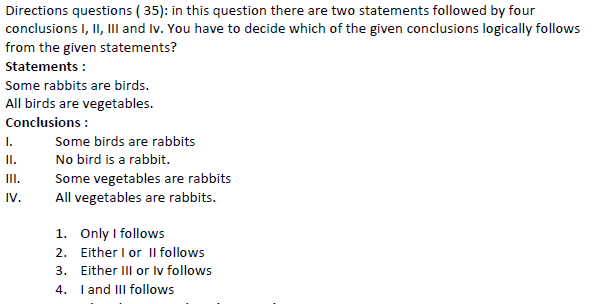 Directions questions ( 35): in this question there are two statements followed by four
conclusions I, II, III and Iv. You have to decide which of the given conclusions logically follows
from the given statements?
Statements :
Some rabbits are birds.
All birds are vegetables.
Conclusions :
I. Some birds are rabbits
II. No bird is a rabbit.
III. Some vegetables are rabbits
IV. All vegetables are rabbits.
1. Only I follows
2. Either I or II follows
3. Either III or Iv follows
4. I and III follows